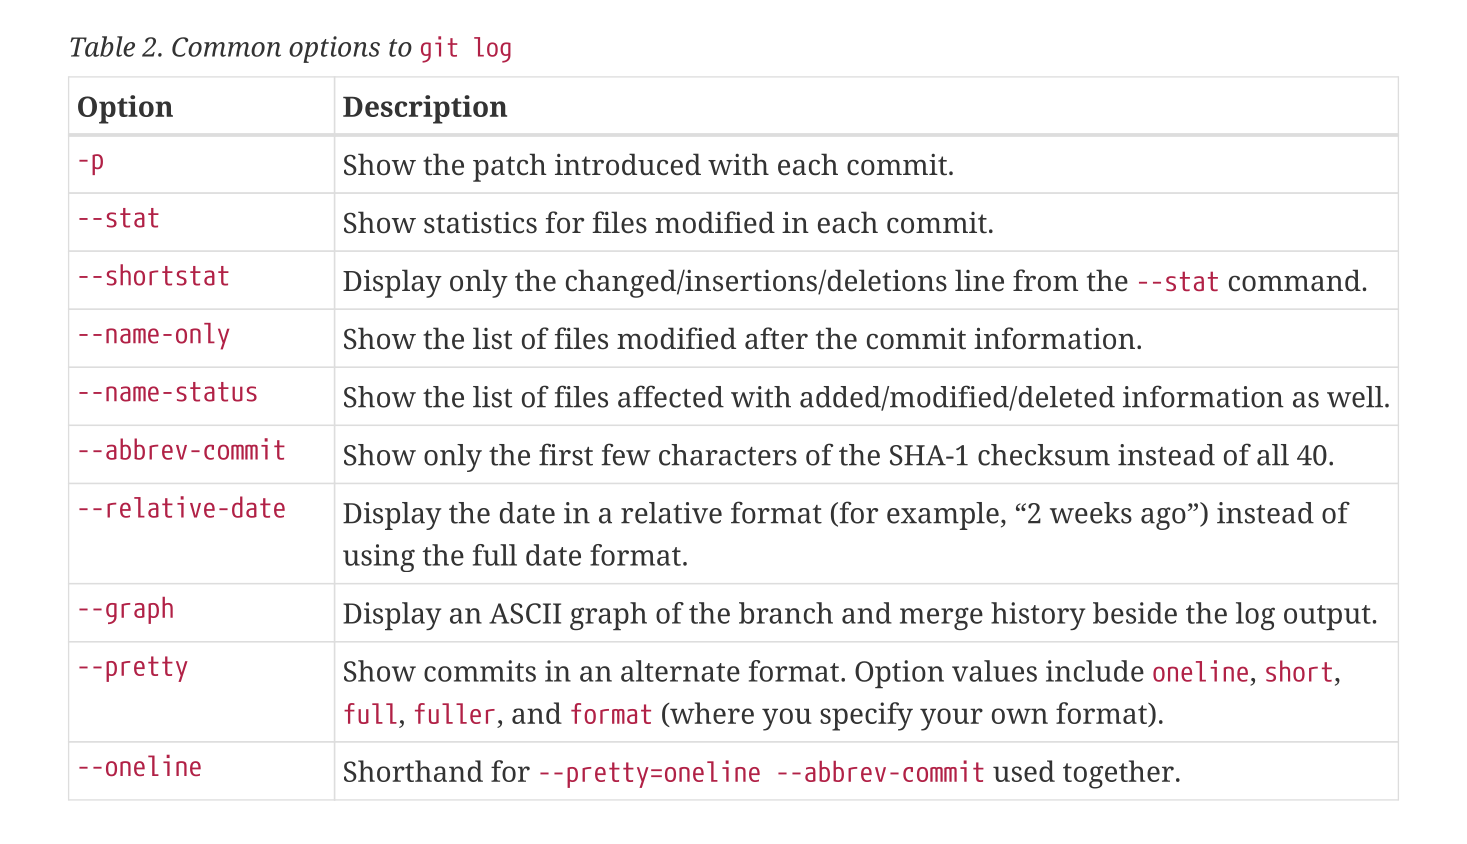 Table 2. Common options to git log
Option Description
-p Show the patch introduced with each commit.
--stat Show statistics for files modified in each commit.
--shortstat Display only the changed/insertions/deletions line from the --stat command.
--name-only Show the list of files modified after the commit information.
--name-status Show the list of files affected with added/modified/deleted information as well.
--abbrev-commit Show only the first few characters of the SHA-1 checksum instead of all 40.
--relative-date Display the date in a relative format (for example, “2 weeks ago”) instead of
using the full date format.
--graph Display an ASCII graph of the branch and merge history beside the log output.
--pretty Show commits in an alternate format. Option values include oneline, short,
full, fuller, and format (where you specify your own format).
--oneline Shorthand for --pretty=oneline --abbrev-commit used together.